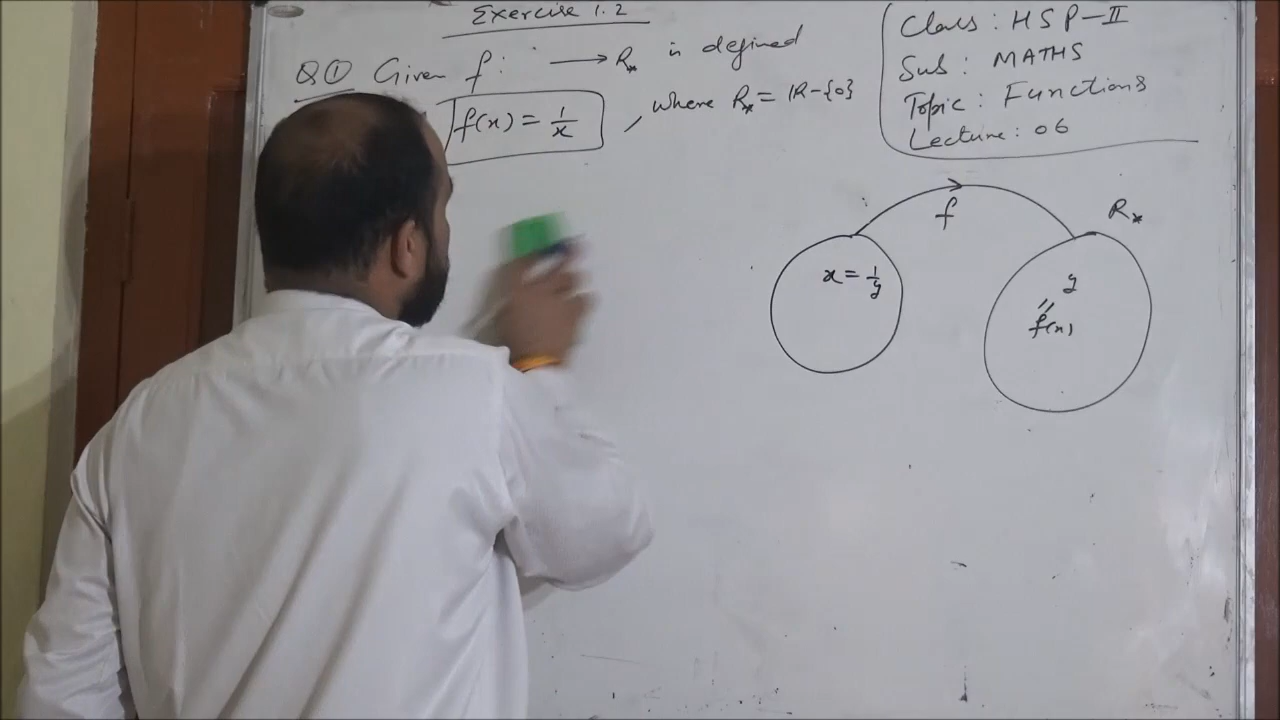 Exercise 1.2
Q ① Given f: → R* is defined
f(x) = 1/x , where R* = IR - {0}
Class : HSP-II
Sub : MATHS
Topic : Functions
Lecture : 06
f
R*
x = 1/y
y
f(x)